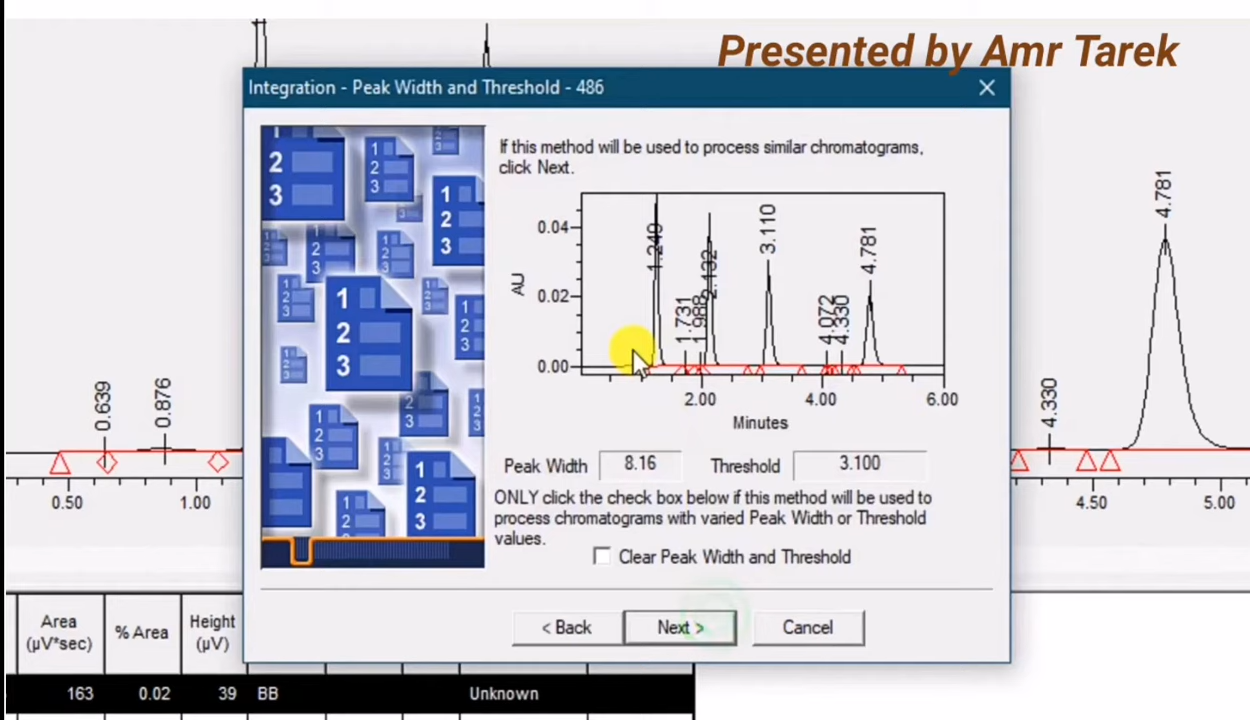 Presented by Amr Tarek
Integration - Peak Width and Threshold - 486
If this method will be used to process similar chromatograms,
click Next.
0.04
0.02
0.00
AU
1.240
1.731
1.988
2.132
3.110
4.072
4.330
4.781
2.00 4.00 6.00
Minutes
Peak Width 8.16 Threshold 3.100
ONLY click the check box below if this method will be used to
process chromatograms with varied Peak Width or Threshold
values.
Clear Peak Width and Threshold
< Back Next > Cancel
0.639
0.876
4.330
4.781
0.50 1.00 4.50 5.00
Area
(µV*sec)
% Area
Height
(µV)
163 0.02 39 BB Unknown
1
2
3